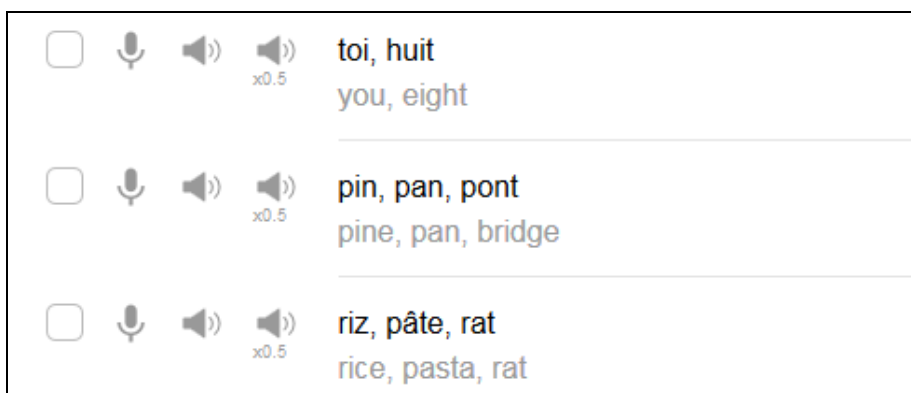 toi, huit
x0.5
you, eight
pin, pan, pont
x0.5
pine, pan, bridge
riz, pâte, rat
x0.5
rice, pasta, rat